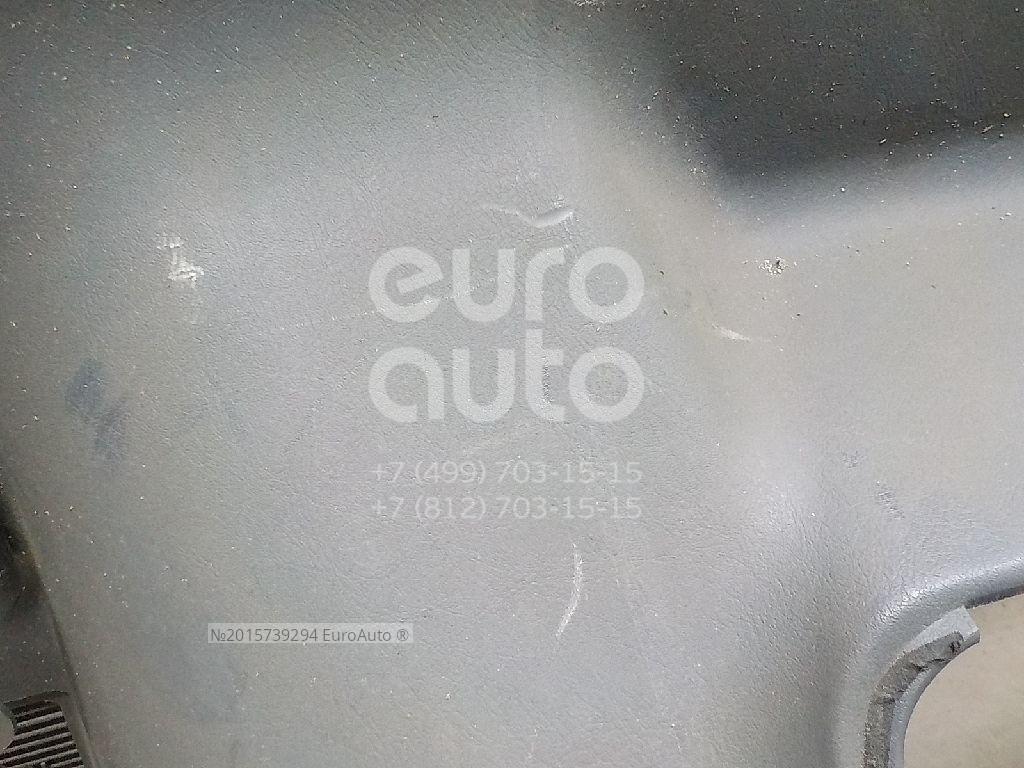 euro
auto
+7 (499) 703-15-15
+7 (812) 703-15-15
№2015739294 EuroAuto ®